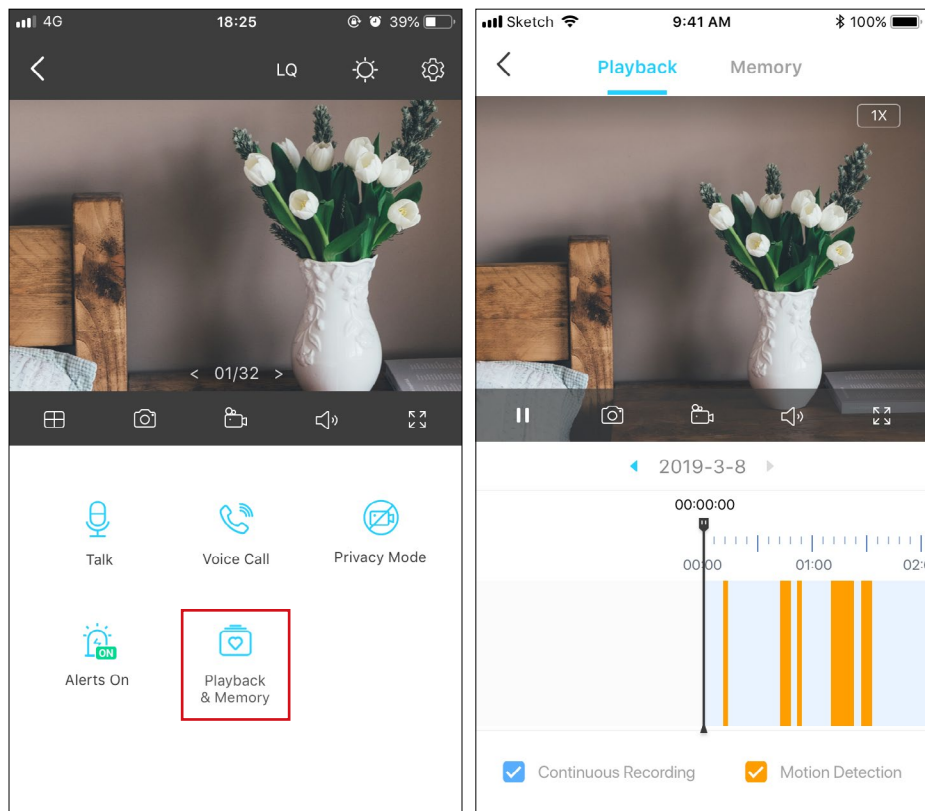 4G
18:25
39%
LQ
< 01/32 >
Talk
Voice Call
Privacy Mode
ON
Alerts On
Playback
& Memory
Sketch
9:41 AM
100%
Playback
Memory
1X
2019-3-8
00:00:00
00:00
01:00
02:
Continuous Recording
Motion Detection